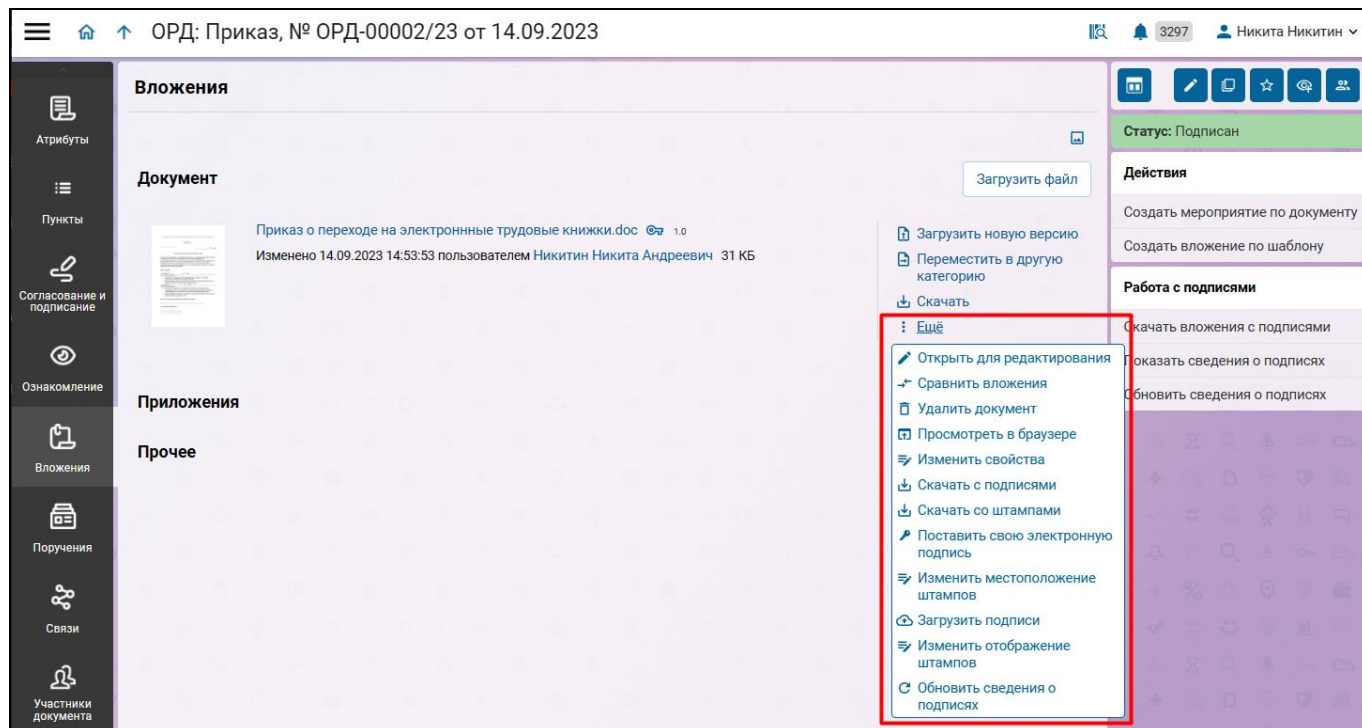 ОРД: Приказ, № ОРД-00002/23 от 14.09.2023
3297
Никита Никитин
Атрибуты
Пункты
Согласование и
подписание
Ознакомление
Вложения
Поручения
Связи
Участники
документа
Вложения
Документ
Загрузить файл
Приказ о переходе на электроннные трудовые книжки.doc 1.0
Изменено 14.09.2023 14:53:53 пользователем Никитин Никита Андреевич 31 КБ
Загрузить новую версию
Переместить в другую
категорию
Скачать
Ещё
Открыть для редактирования
Сравнить вложения
Удалить документ
Просмотреть в браузере
Изменить свойства
Скачать с подписями
Скачать со штампами
Поставить свою электронную
подпись
Изменить местоположение
штампов
Загрузить подписи
Изменить отображение
штампов
Обновить сведения о
подписях
Приложения
Прочее
Статус: Подписан
Действия
Создать мероприятие по документу
Создать вложение по шаблону
Работа с подписями
Скачать вложения с подписями
Показать сведения о подписях
Обновить сведения о подписях